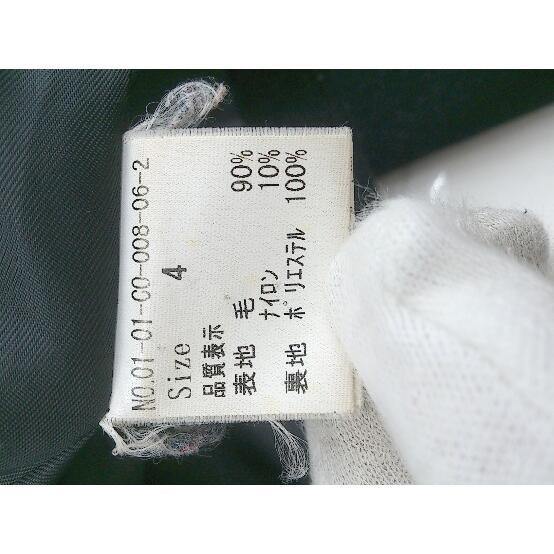 NO.01-01-CO-008-06-2
Size 4
品質表示
表地 毛 90%
ナイロン 10%
裏地 ポリエステル 100%